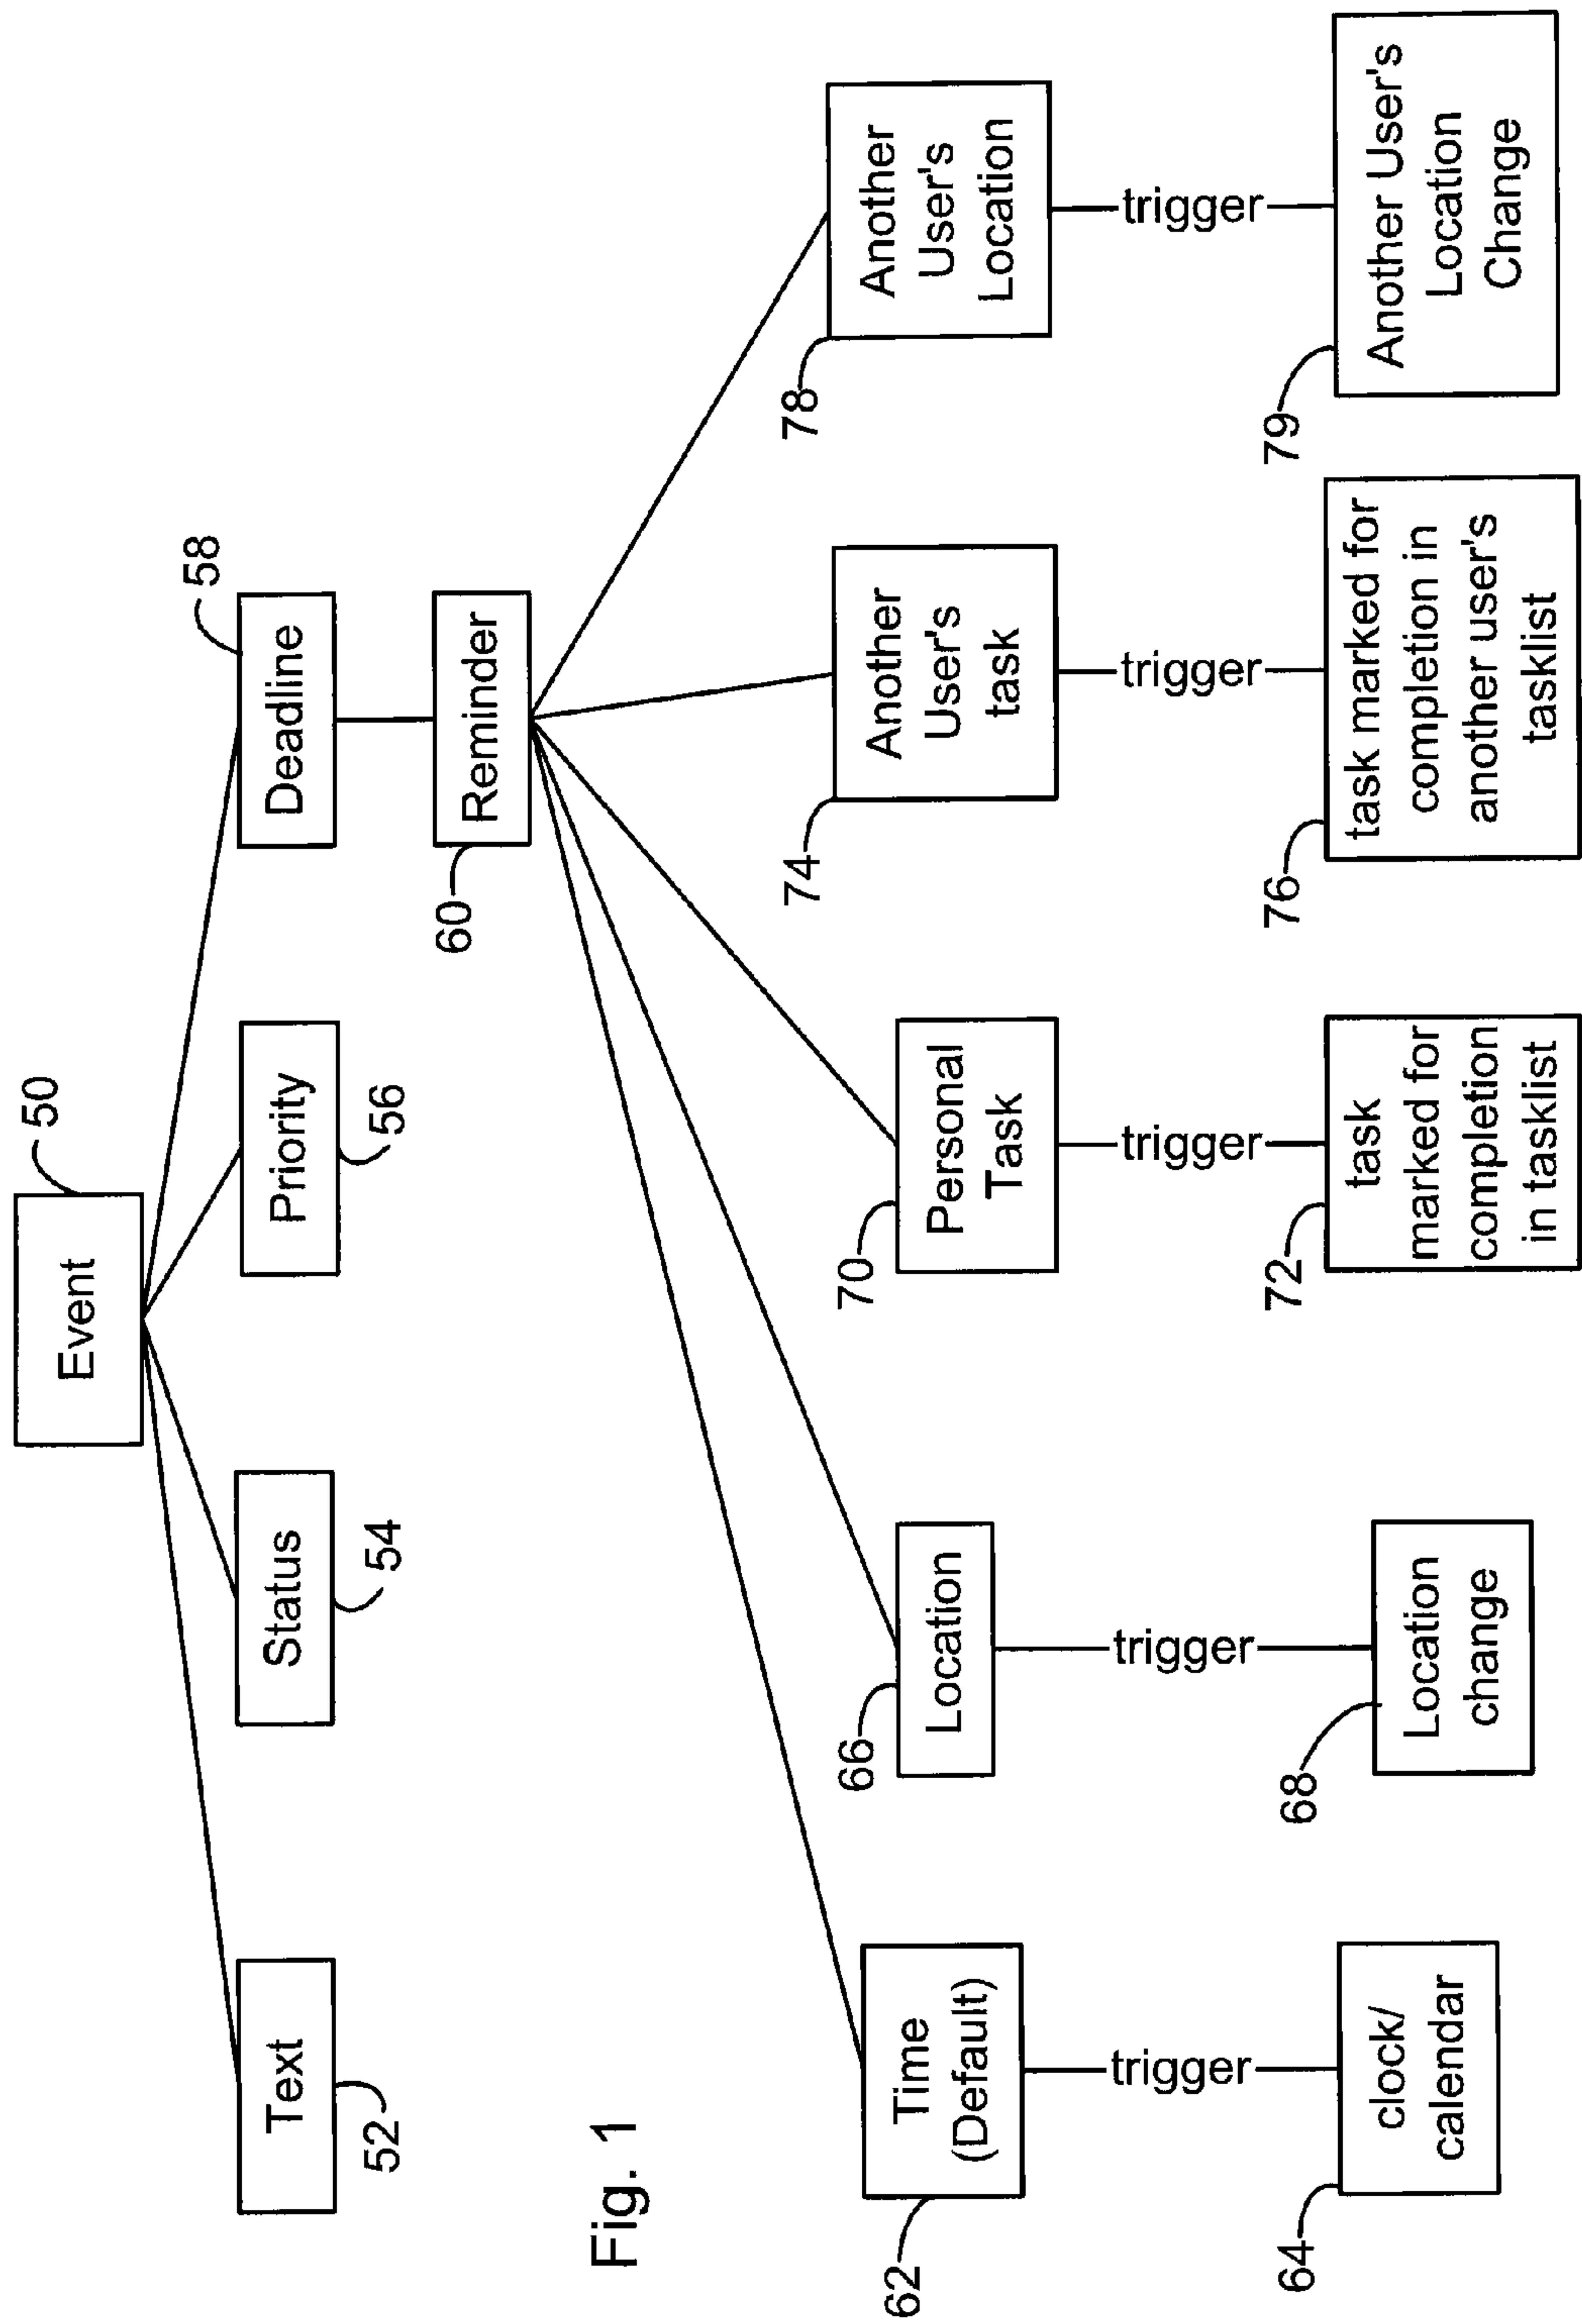 Event
50
Text
52
Status
54
Priority
56
Deadline
58
Reminder
60
Fig. 1
Time
(Default)
62
trigger
clock/
calendar
64
Location
66
trigger
Location
change
68
Personal
Task
70
trigger
task
marked for
completion
in tasklist
72
Another
User's
task
74
trigger
task marked for
completion in
another user's
tasklist
76
Another
User's
Location
78
trigger
Another User's
Location
Change
79